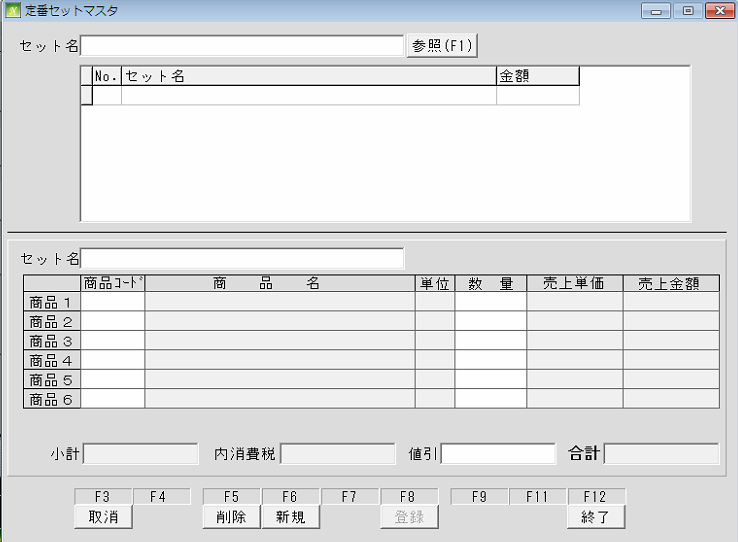 定番セットマスタ
セット名 参照(F1)
No. セット名 金額
セット名
商品ｺｰﾄﾞ 商 品 名 単位 数 量 売上単価 売上金額
商品１
商品２
商品３
商品４
商品５
商品６
小計 内消費税 値引 合計
F3 F4 F5 F6 F7 F8 F9 F11 F12
取消 削除 新規 登録 終了